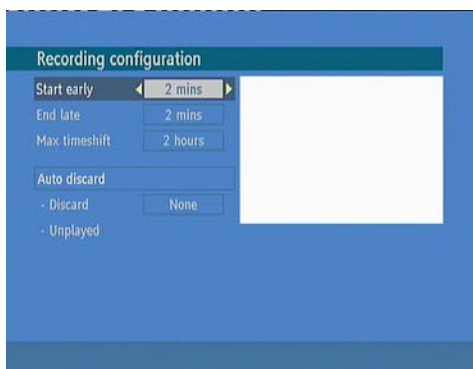 Recording configuration
Start early 2 mins
End late 2 mins
Max timeshift 2 hours
Auto discard
- Discard None
- Unplayed